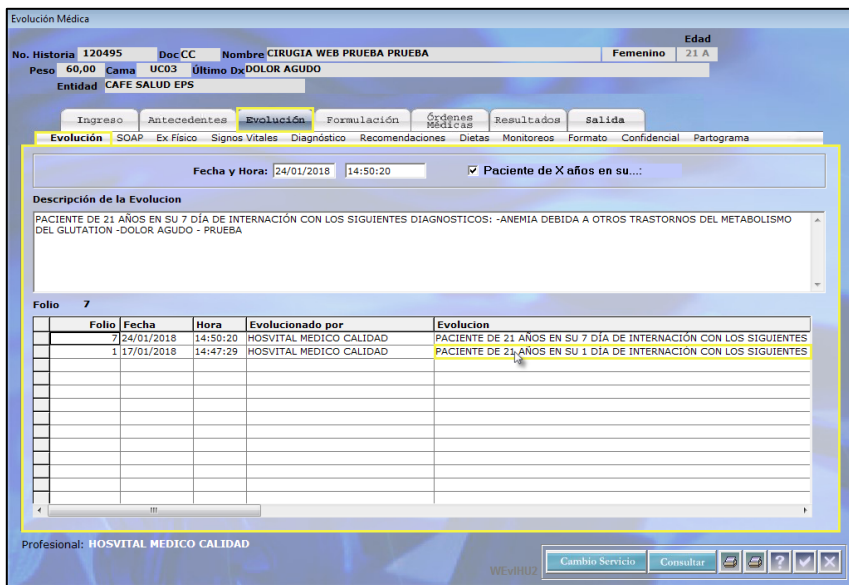 Evolución Médica
Edad
No. Historia 120495 Doc CC Nombre CIRUGIA WEB PRUEBA PRUEBA Femenino 21 A
Peso 60,00 Cama UC03 Último Dx DOLOR AGUDO
Entidad CAFE SALUD EPS
Ingreso Antecedentes Evolución Formulación Órdenes Médicas Resultados Salida
Evolución SOAP Ex Físico Signos Vitales Diagnóstico Recomendaciones Dietas Monitoreos Formato Confidencial Partograma
Fecha y Hora: 24/01/2018 14:50:20 Paciente de X años en su...:
Descripción de la Evolucion
PACIENTE DE 21 AÑOS EN SU 7 DÍA DE INTERNACIÓN CON LOS SIGUIENTES DIAGNOSTICOS: -ANEMIA DEBIDA A OTROS TRASTORNOS DEL METABOLISMO
DEL GLUTATION -DOLOR AGUDO - PRUEBA
Folio 7
Folio Fecha Hora Evolucionado por Evolucion
7 24/01/2018 14:50:20 HOSVITAL MEDICO CALIDAD PACIENTE DE 21 AÑOS EN SU 7 DÍA DE INTERNACIÓN CON LOS SIGUIENTES
1 17/01/2018 14:47:29 HOSVITAL MEDICO CALIDAD PACIENTE DE 21 AÑOS EN SU 1 DÍA DE INTERNACIÓN CON LOS SIGUIENTES
Profesional: HOSVITAL MEDICO CALIDAD
WEvlHU2 Cambio Servicio Consultar ?